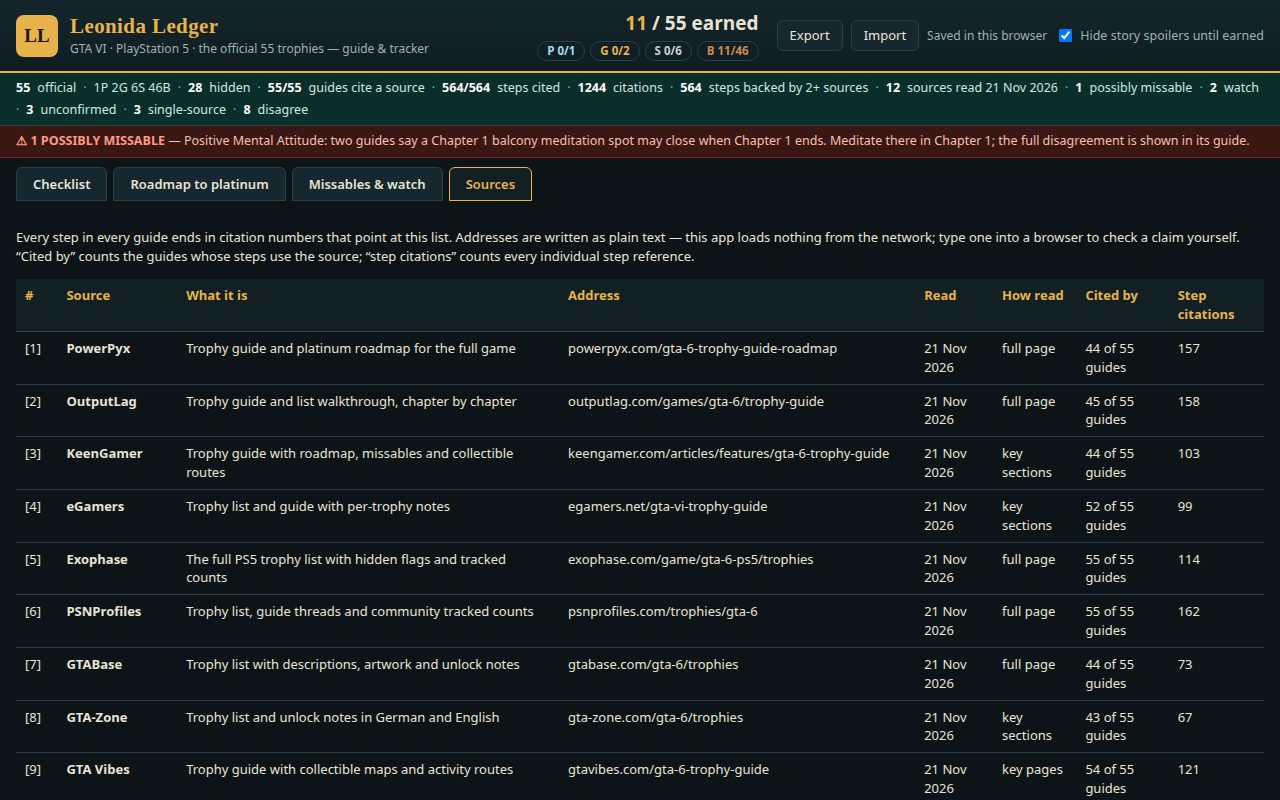 LL
Leonida Ledger
GTA VI · PlayStation 5 · the official 55 trophies — guide & tracker
11 / 55 earned
P 0/1 G 0/2 S 0/6 B 11/46
Export Import Saved in this browser Hide story spoilers until earned
55 official · 1P 2G 6S 46B · 28 hidden · 55/55 guides cite a source · 564/564 steps cited · 1244 citations · 564 steps backed by 2+ sources · 12 sources read 21 Nov 2026 · 1 possibly missable · 2 watch
· 3 unconfirmed · 3 single-source · 8 disagree
⚠ 1 POSSIBLY MISSABLE — Positive Mental Attitude: two guides say a Chapter 1 balcony meditation spot may close when Chapter 1 ends. Meditate there in Chapter 1; the full disagreement is shown in its guide.
Checklist Roadmap to platinum Missables & watch Sources
Every step in every guide ends in citation numbers that point at this list. Addresses are written as plain text — this app loads nothing from the network; type one into a browser to check a claim yourself.
“Cited by” counts the guides whose steps use the source; “step citations” counts every individual step reference.
# Source What it is Address Read How read Cited by Step
citations
[1] PowerPyx Trophy guide and platinum roadmap for the full game powerpyx.com/gta-6-trophy-guide-roadmap 21 Nov full page 44 of 55 157
2026 guides
[2] OutputLag Trophy guide and list walkthrough, chapter by chapter outputlag.com/games/gta-6/trophy-guide 21 Nov full page 45 of 55 158
2026 guides
[3] KeenGamer Trophy guide with roadmap, missables and collectible keengamer.com/articles/features/gta-6-trophy-guide 21 Nov key 44 of 55 103
routes 2026 sections guides
[4] eGamers Trophy list and guide with per-trophy notes egamers.net/gta-vi-trophy-guide 21 Nov key 52 of 55 99
2026 sections guides
[5] Exophase The full PS5 trophy list with hidden flags and tracked exophase.com/game/gta-6-ps5/trophies 21 Nov full page 55 of 55 114
counts 2026 guides
[6] PSNProfiles Trophy list, guide threads and community tracked counts psnprofiles.com/trophies/gta-6 21 Nov full page 55 of 55 162
2026 guides
[7] GTABase Trophy list with descriptions, artwork and unlock notes gtabase.com/gta-6/trophies 21 Nov full page 44 of 55 73
2026 guides
[8] GTA-Zone Trophy list and unlock notes in German and English gta-zone.com/gta-6/trophies 21 Nov key 43 of 55 67
2026 sections guides
[9] GTA Vibes Trophy guide with collectible maps and activity routes gtavibes.com/gta-6-trophy-guide 21 Nov key pages 54 of 55 121
2026 guides